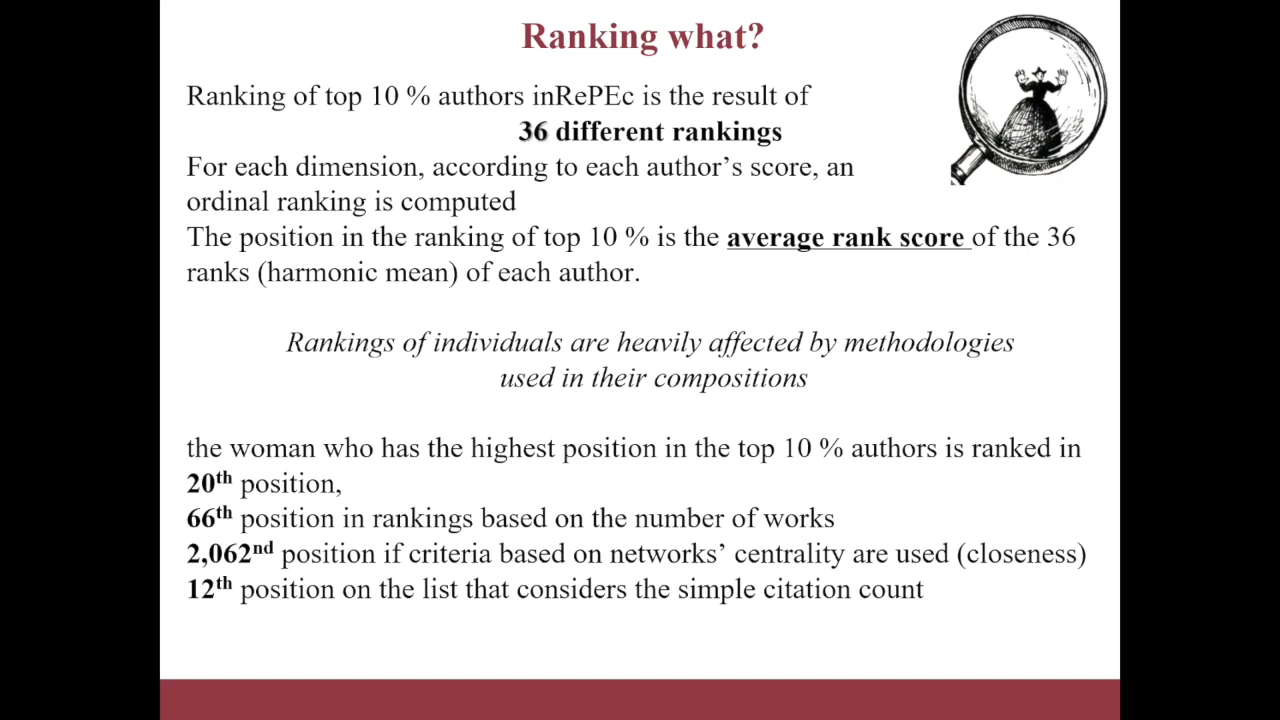 Ranking what?
Ranking of top 10 % authors inRePEc is the result of
36 different rankings
For each dimension, according to each author’s score, an
ordinal ranking is computed
The position in the ranking of top 10 % is the average rank score of the 36
ranks (harmonic mean) of each author.
Rankings of individuals are heavily affected by methodologies
used in their compositions
the woman who has the highest position in the top 10 % authors is ranked in
20th position,
66th position in rankings based on the number of works
2,062nd position if criteria based on networks’ centrality are used (closeness)
12th position on the list that considers the simple citation count